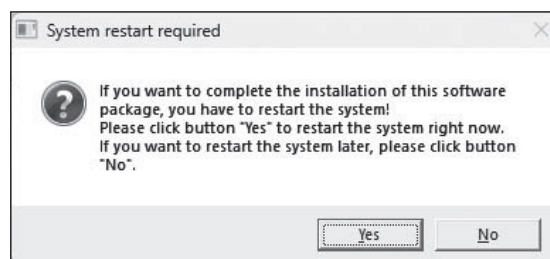 System restart required
If you want to complete the installation of this software
package, you have to restart the system!
Please click button "Yes" to restart the system right now.
If you want to restart the system later, please click button
"No".
Yes
No